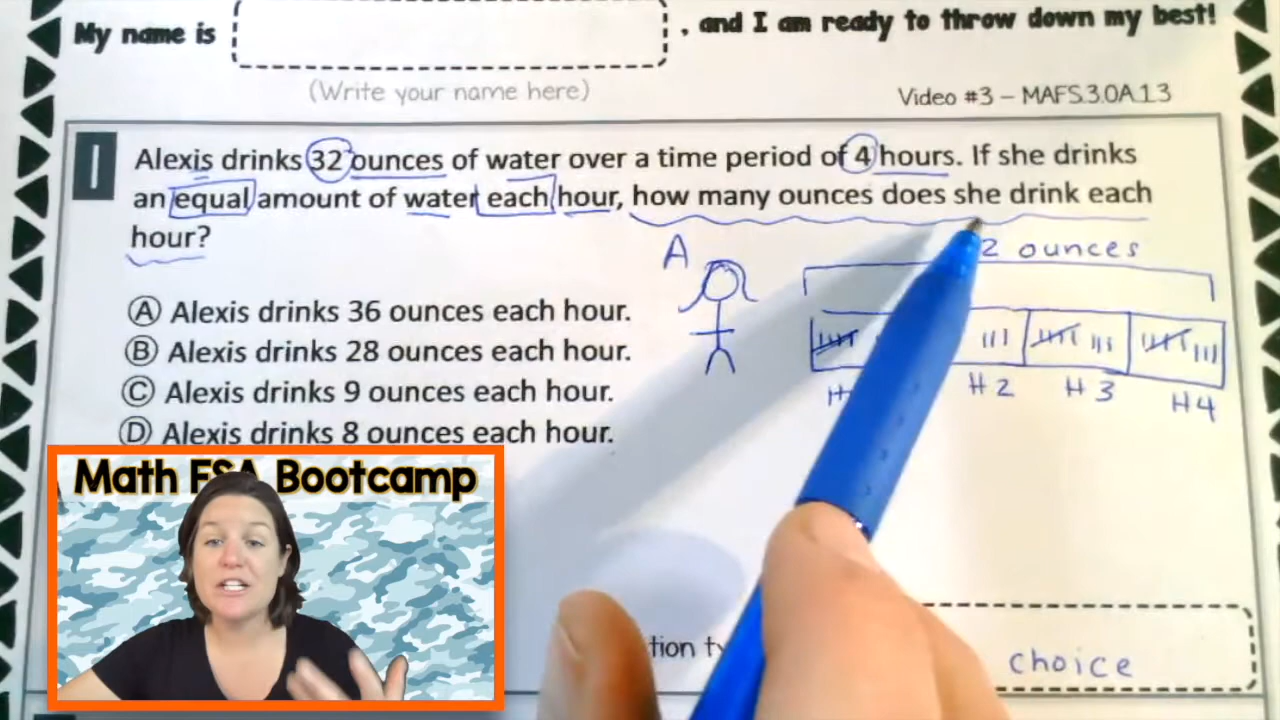 My name is , and I am ready to throw down my best!
(Write your name here)
Video #3 – MAFS.3.OA.1.3
1 Alexis drinks 32 ounces of water over a time period of 4 hours. If she drinks
an equal amount of water each hour, how many ounces does she drink each
hour?
A
2 ounces
Ⓐ Alexis drinks 36 ounces each hour.
Ⓑ Alexis drinks 28 ounces each hour.
Ⓒ Alexis drinks 9 ounces each hour.
Ⓓ Alexis drinks 8 ounces each hour.
H2 H3 H4
Math FSA Bootcamp
choice